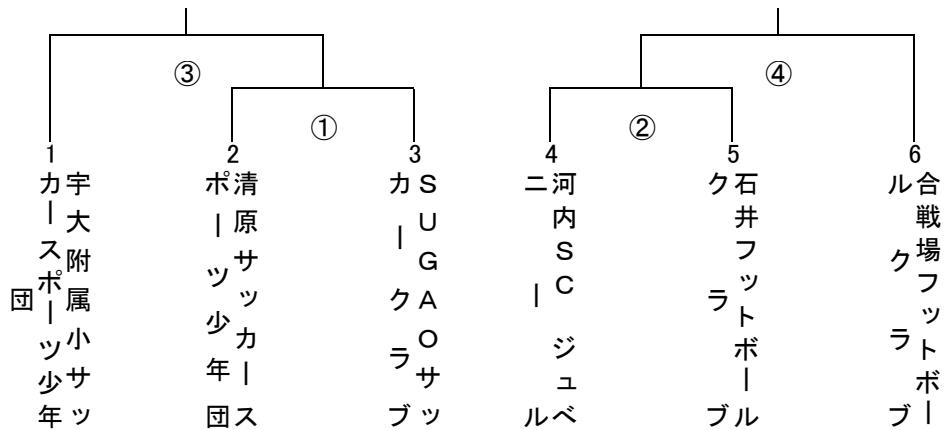 ③
④
①
②
1
宇大附属小サッ
カースポーツ少年
団
2
清原サッカース
ポーツ少年団
3
ＳＵＧＡＯサッ
カークラブ
4
河内ＳＣ　ジュベ
ニール
5
石井フットボール
クラブ
6
合戦場フットボー
ルクラブ